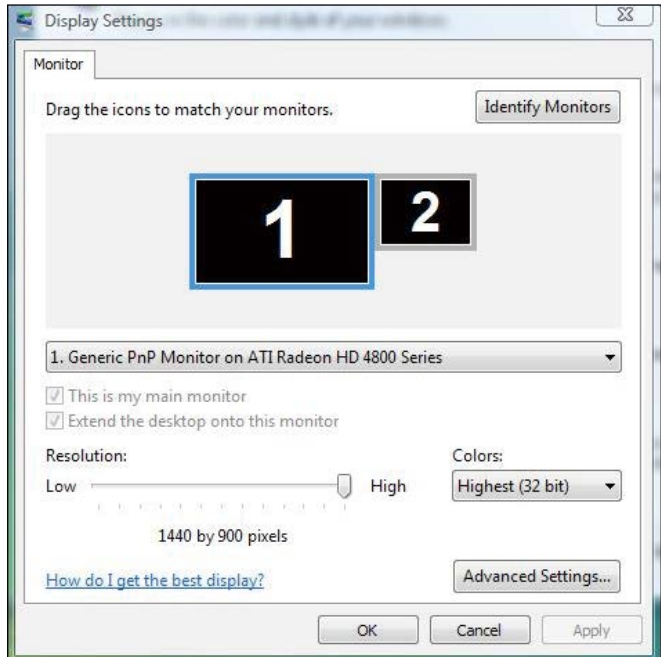 Display Settings
Monitor
Drag the icons to match your monitors.
Identify Monitors
1
2
1. Generic PnP Monitor on ATI Radeon HD 4800 Series
This is my main monitor
Extend the desktop onto this monitor
Resolution:
Colors:
Low
High
Highest (32 bit)
1440 by 900 pixels
How do I get the best display?
Advanced Settings...
OK
Cancel
Apply